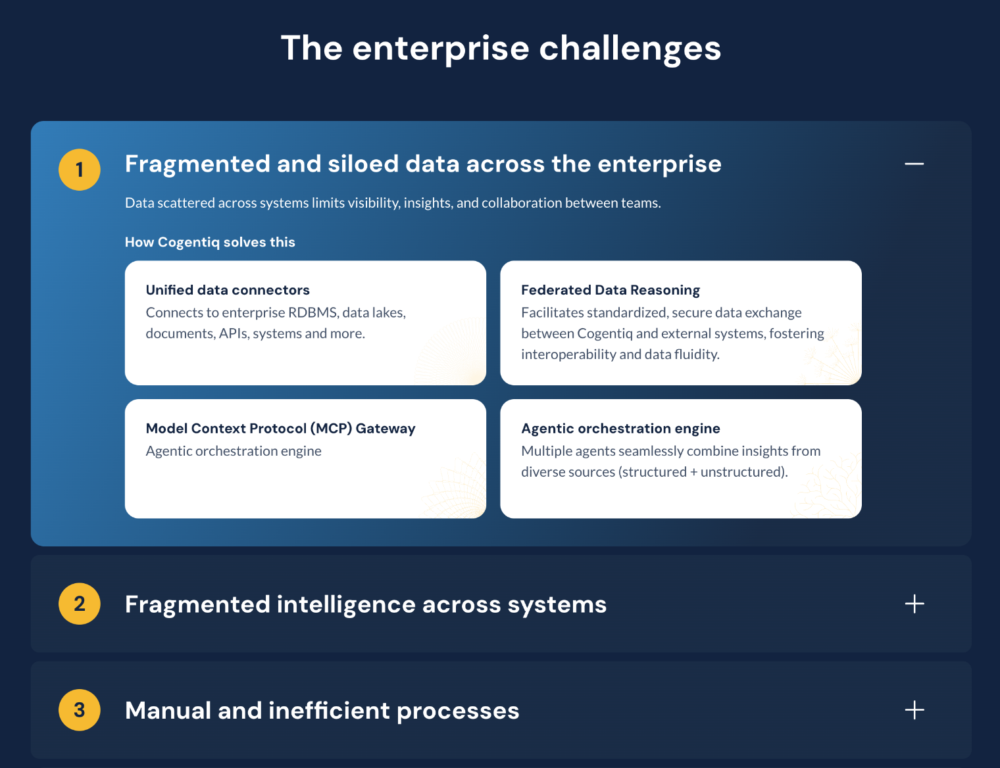 The enterprise challenges
1
Fragmented and siloed data across the enterprise
Data scattered across systems limits visibility, insights, and collaboration between teams.
How Cogentiq solves this
Unified data connectors
Connects to enterprise RDBMS, data lakes,
documents, APIs, systems and more.
Federated Data Reasoning
Facilitates standardized, secure data exchange
between Cogentiq and external systems, fostering
interoperability and data fluidity.
Model Context Protocol (MCP) Gateway
Agentic orchestration engine
Agentic orchestration engine
Multiple agents seamlessly combine insights from
diverse sources (structured + unstructured).
2
Fragmented intelligence across systems
3
Manual and inefficient processes